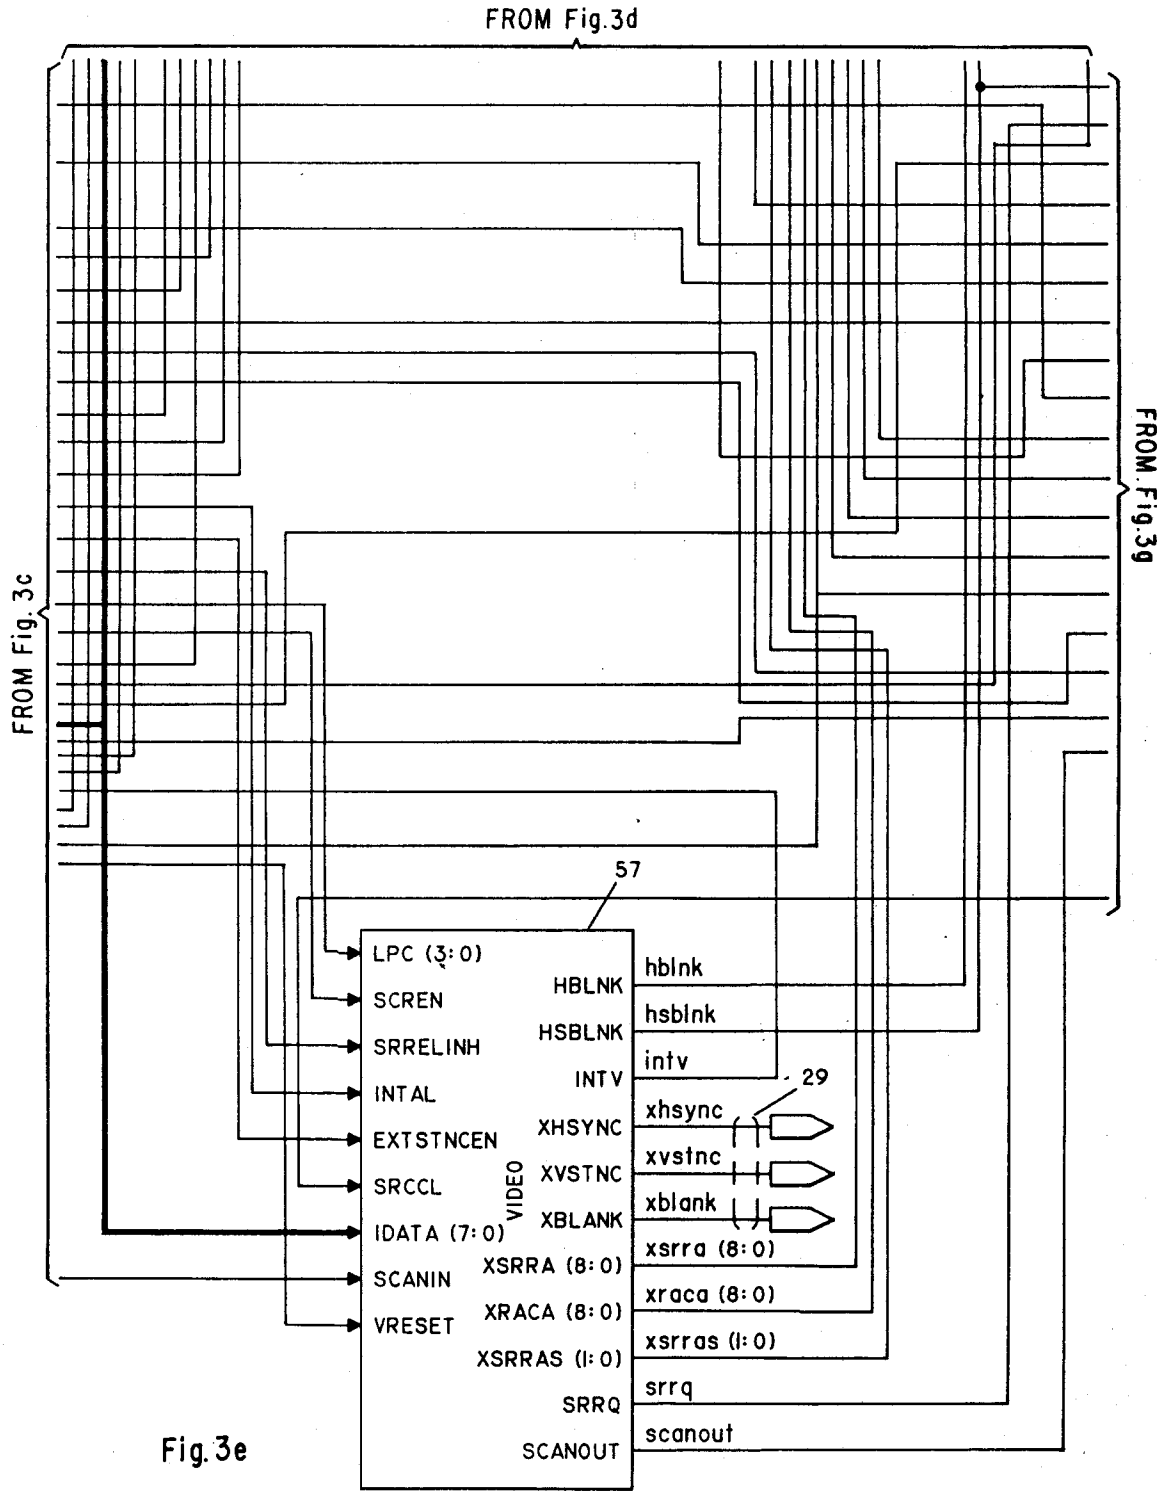 FROM Fig.3d
FROM Fig. 3c
FROM. Fig.3g
57
LPC (3:0)
SCREN
SRRELINH
INTAL
EXTSTNCEN
SRCCL
IDATA (7:0)
SCANIN
VRESET
VIDEO
HBLNK
hblnk
HSBLNK
hsblnk
INTV
intv
29
XHSYNC
xhsync
XVSTNC
xvstnc
XBLANK
xblank
XSRRA (8:0)
xsrra (8:0)
XRACA (8:0)
xraca (8:0)
XSRRAS (1:0)
xsrras (1:0)
SRRQ
srrq
SCANOUT
scanout
Fig.3e